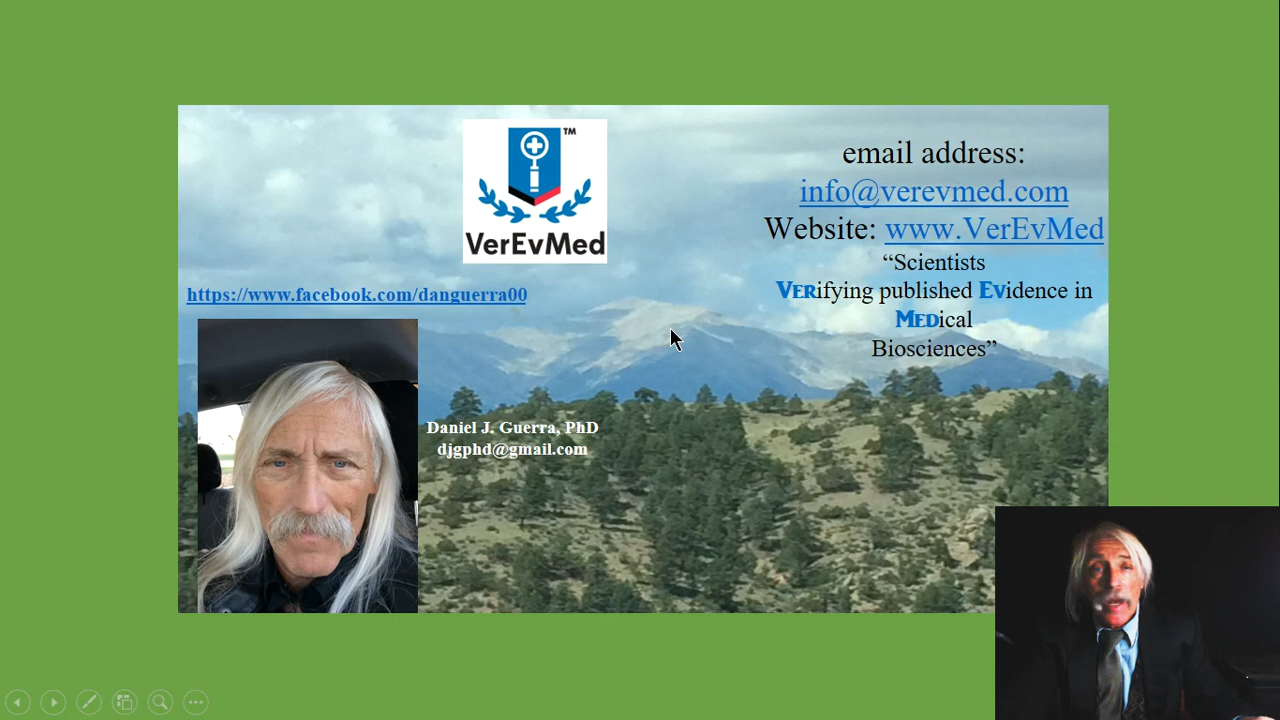 TM
VerEvMed
email address:
info@verevmed.com
Website: www.VerEvMed
“Scientists
VERifying published Evidence in
MEDical
Biosciences”
https://www.facebook.com/danguerra00
Daniel J. Guerra, PhD
djgphd@gmail.com